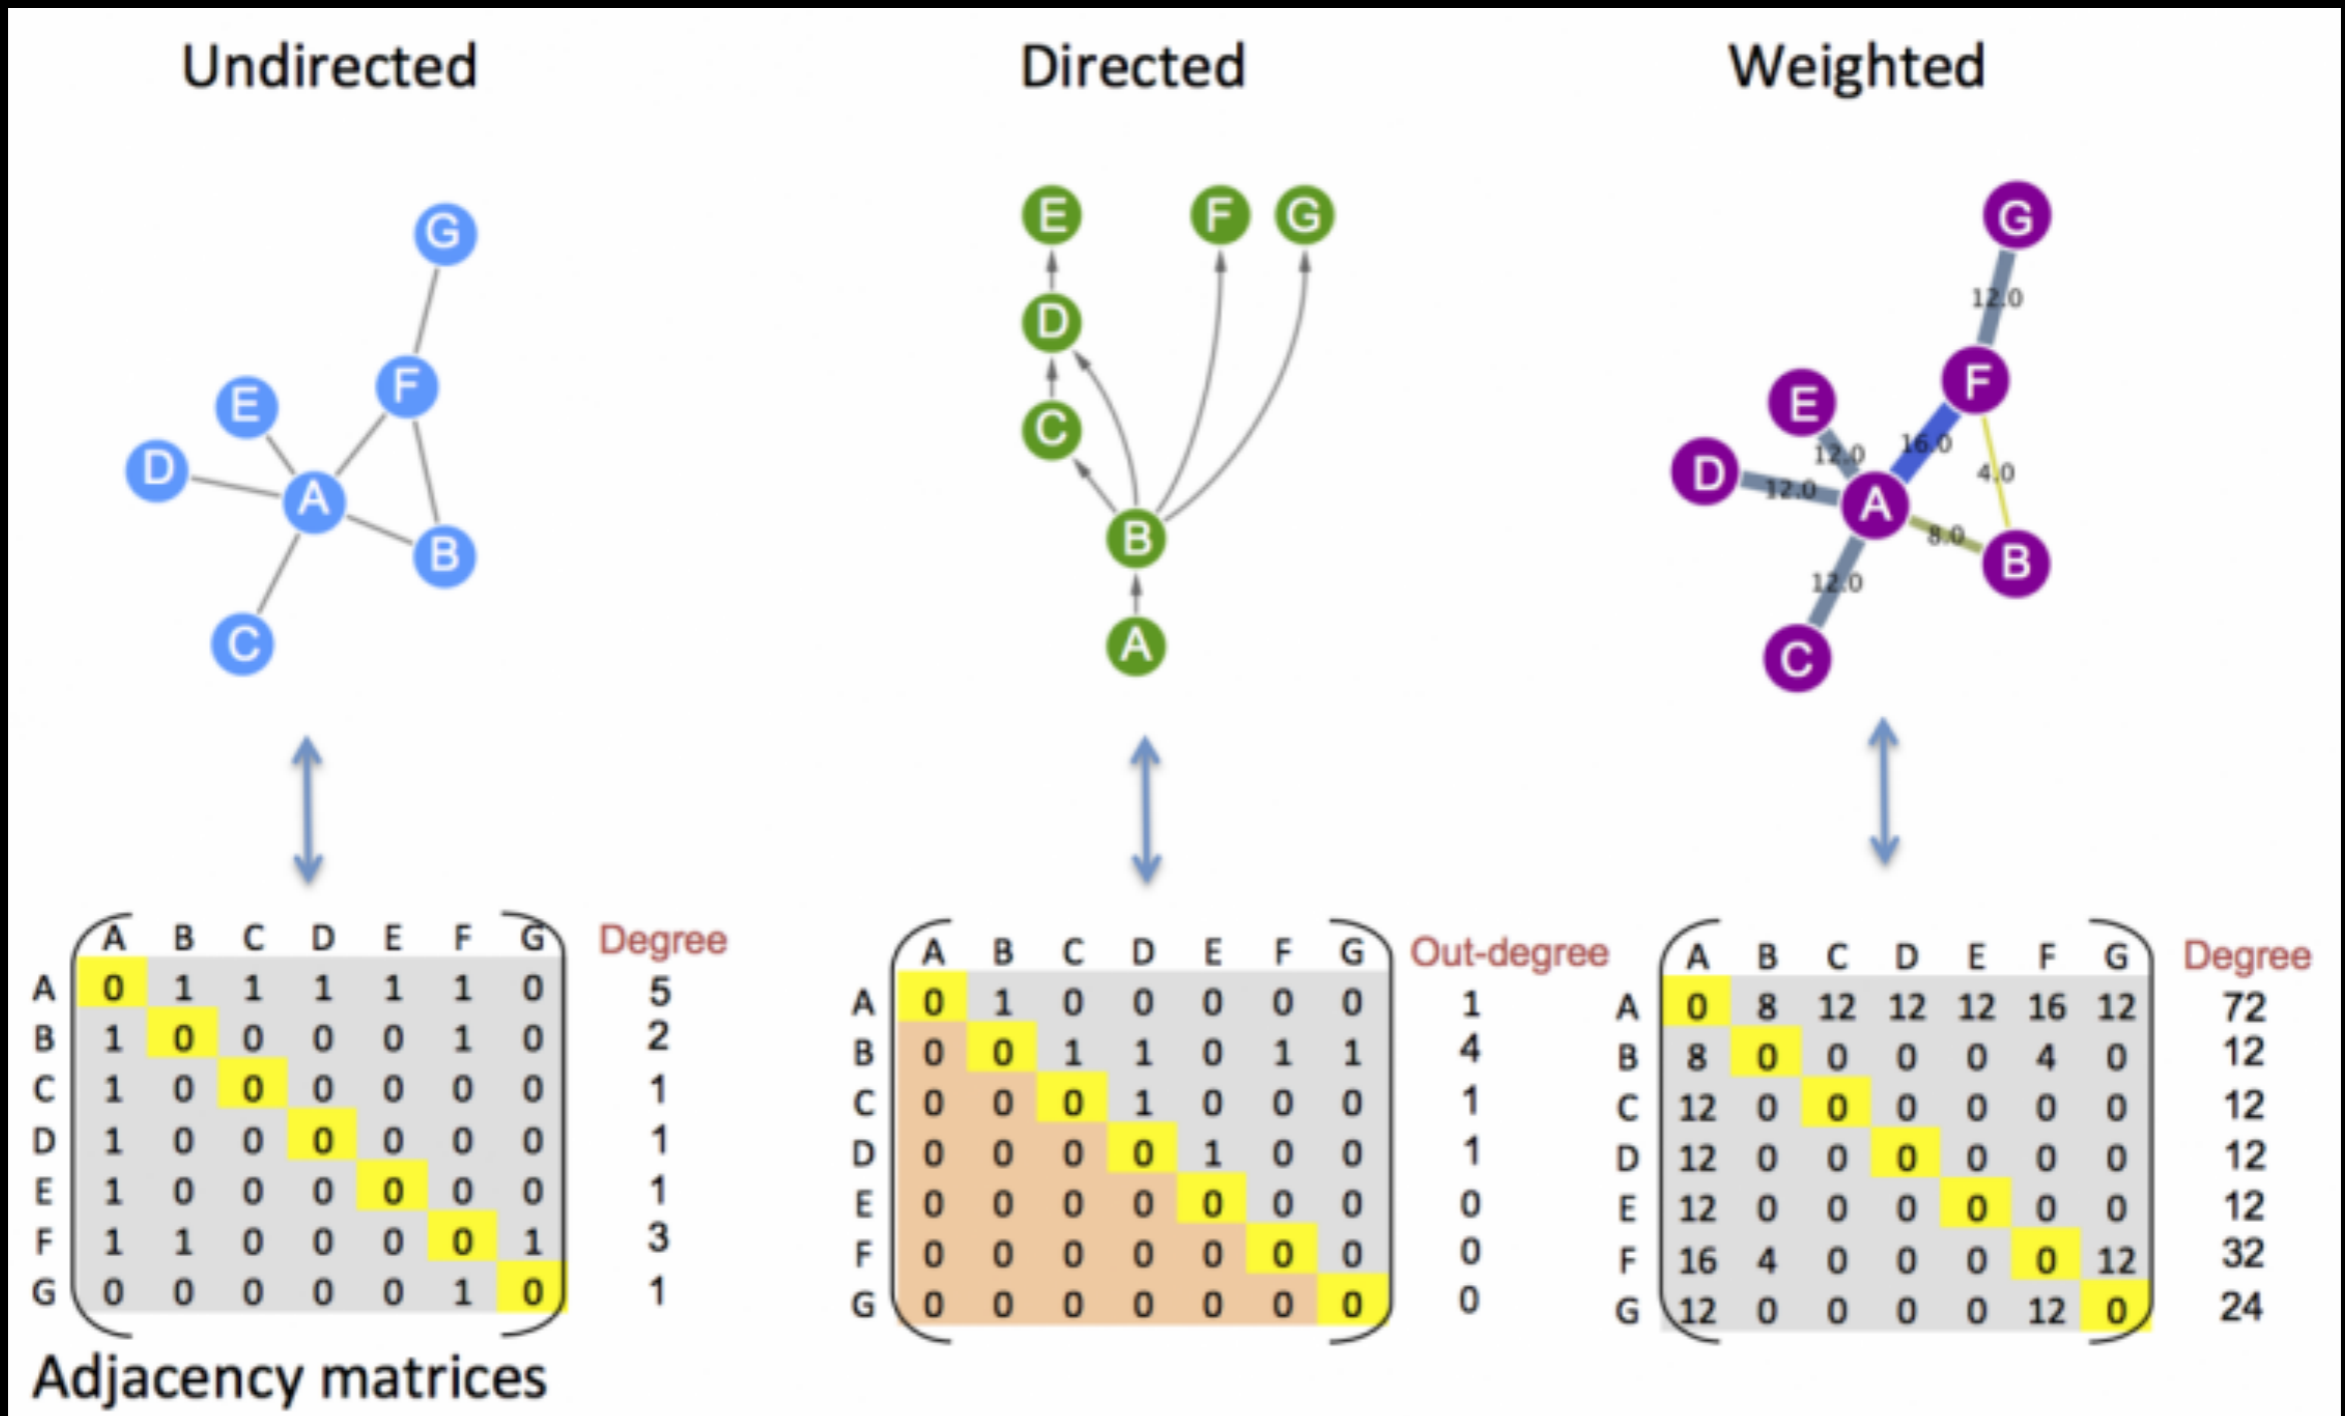 Undirected
Directed
Weighted
G
F
E
D
A
B
C
E
F
G
D
C
B
A
G
12.0
F
E
16.0
12.0
4.0
D
12.0
A
8.0
B
12.0
C
A B C D E F G Degree
A 0 1 1 1 1 1 0 5
B 1 0 0 0 0 1 0 2
C 1 0 0 0 0 0 0 1
D 1 0 0 0 0 0 0 1
E 1 0 0 0 0 0 0 1
F 1 1 0 0 0 0 1 3
G 0 0 0 0 0 1 0 1
A B C D E F G Out-degree
A 0 1 0 0 0 0 0 1
B 0 0 1 1 0 1 1 4
C 0 0 0 1 0 0 0 1
D 0 0 0 0 1 0 0 1
E 0 0 0 0 0 0 0 0
F 0 0 0 0 0 0 0 0
G 0 0 0 0 0 0 0 0
A B C D E F G Degree
A 0 8 12 12 12 16 12 72
B 8 0 0 0 0 4 0 12
C 12 0 0 0 0 0 0 12
D 12 0 0 0 0 0 0 12
E 12 0 0 0 0 0 0 12
F 16 4 0 0 0 0 12 32
G 12 0 0 0 0 12 0 24
Adjacency matrices